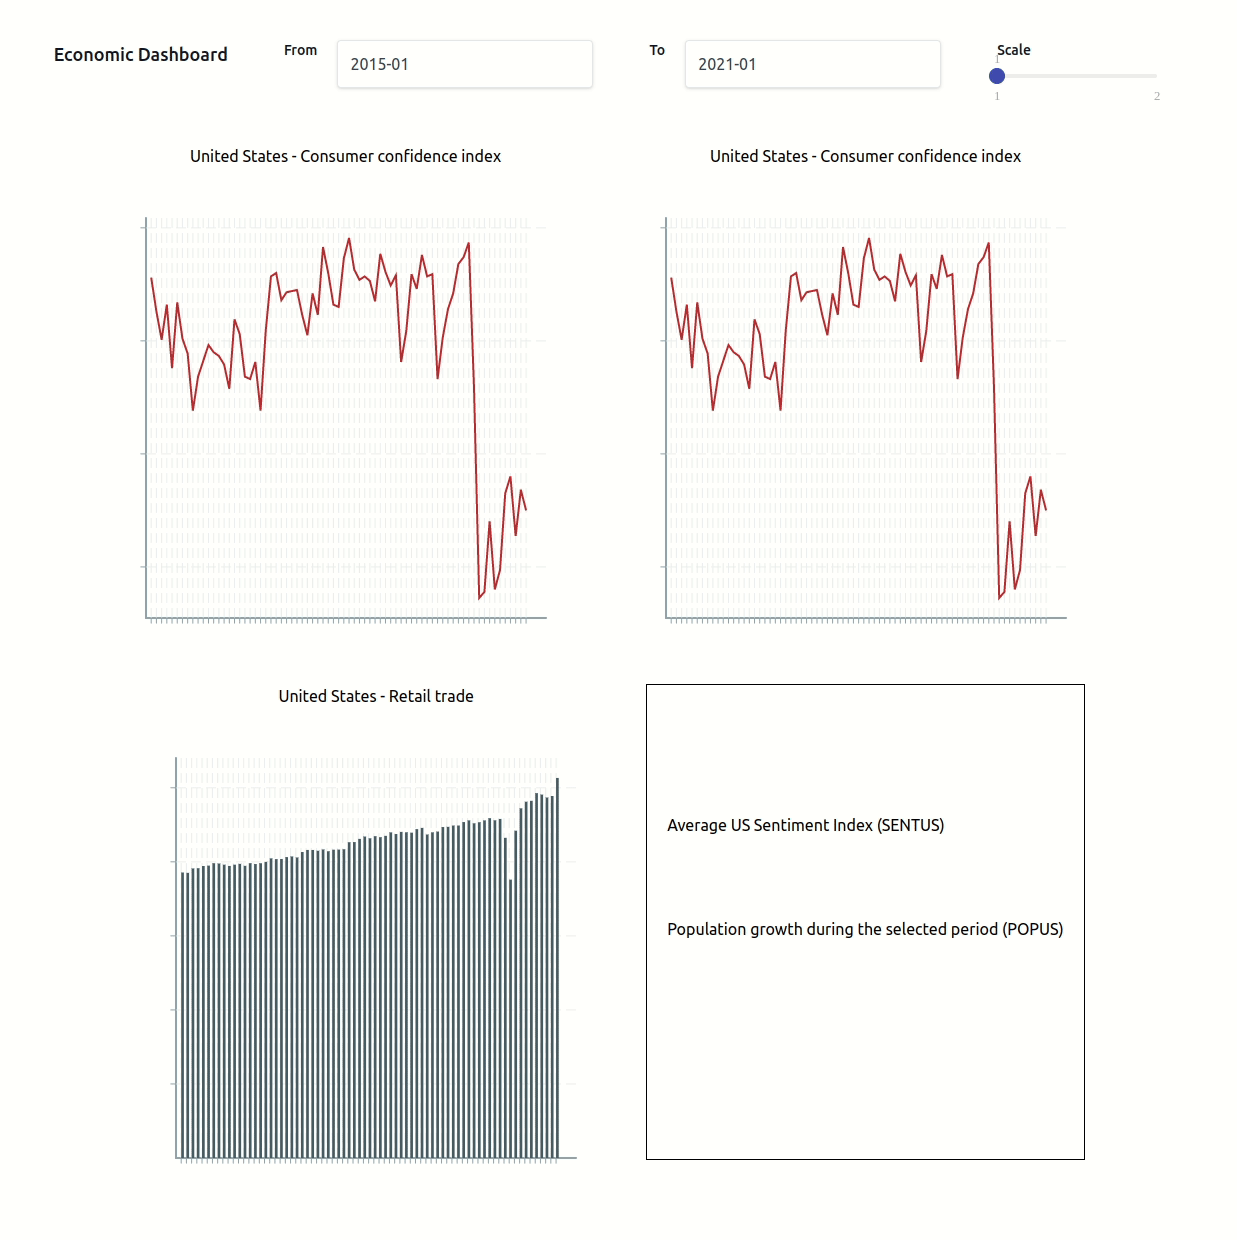 Economic Dashboard
From
2015-01
To
2021-01
Scale
1
1
2
United States - Consumer confidence index
United States - Consumer confidence index
United States - Retail trade
Average US Sentiment Index (SENTUS)
Population growth during the selected period (POPUS)